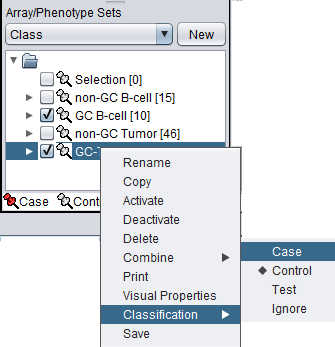 Array/Phenotype Sets
Class New
Selection [0]
non-GC B-cell [15]
GC B-cell [10]
non-GC Tumor [46]
GC-
Case
Rename
Copy
Activate
Deactivate
Delete
Combine
Print
Visual Properties
Classification
Save
Case
Control
Test
Ignore